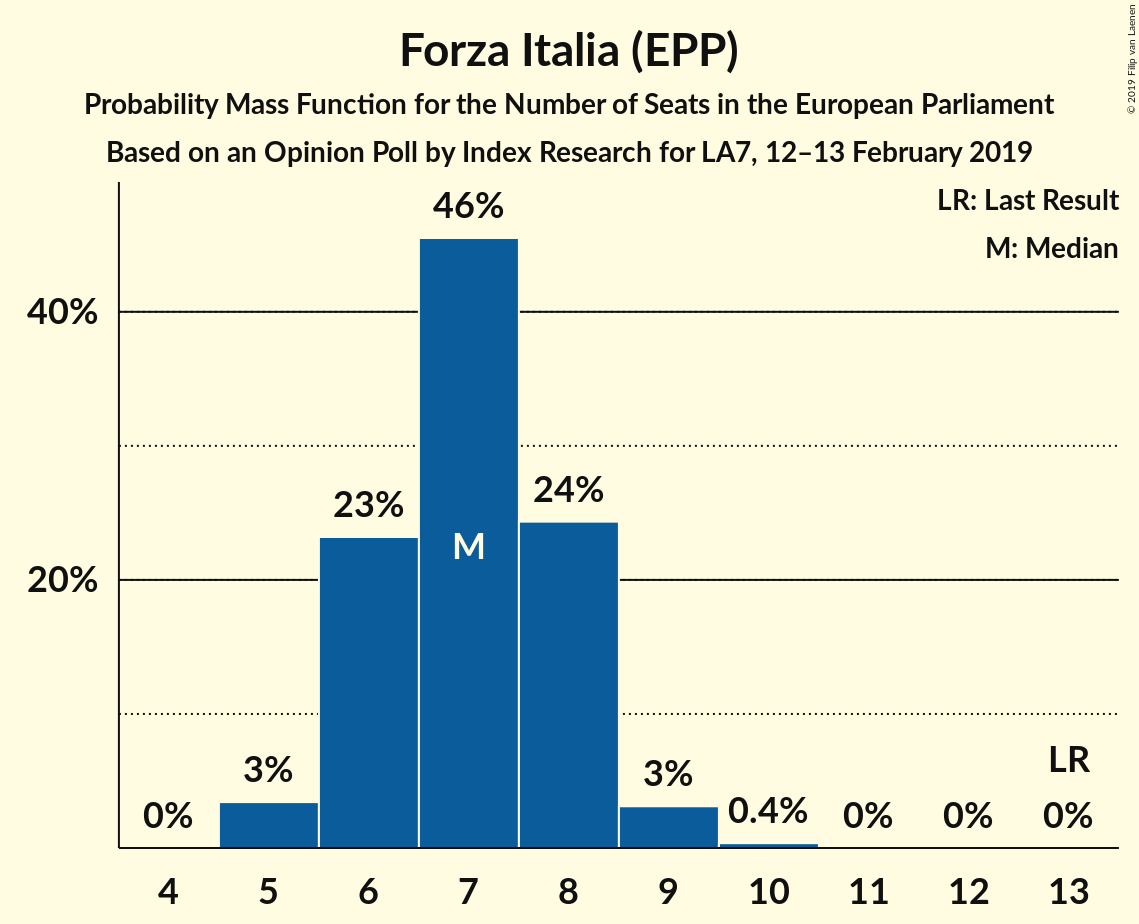 Forza Italia (EPP)
Probability Mass Function for the Number of Seats in the European Parliament
Based on an Opinion Poll by Index Research for LA7, 12–13 February 2019
© 2019 Filip van Laenen
LR: Last Result
M: Median
40%
20%
0%
3%
23%
46%
M
24%
3%
0.4%
0%
0%
LR
0%
4 5 6 7 8 9 10 11 12 13